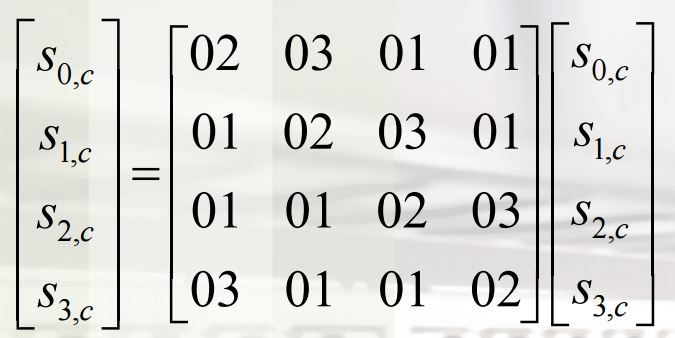 s0,c 02 03 01 01 s0,c
s1,c 01 02 03 01 s1,c
=
s2,c 01 01 02 03 s2,c
s3,c 03 01 01 02 s3,c